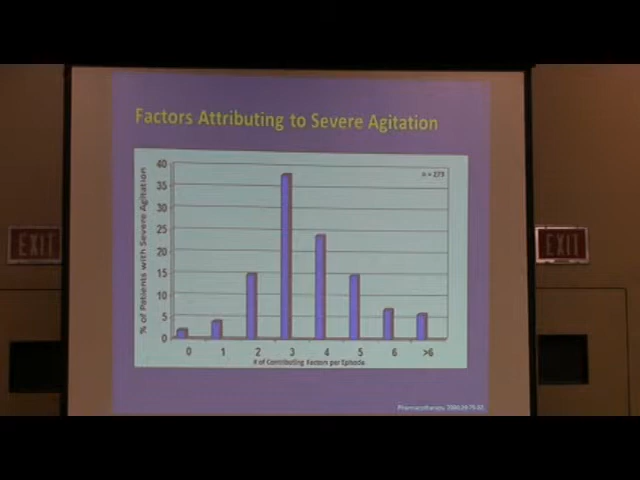 Factors Attributing to Severe Agitation
n = 273
% of Patients with Severe Agitation
40
35
30
25
20
15
10
5
0
0 1 2 3 4 5 6 >6
# of Contributing Factors per Episode
EXIT
EXIT